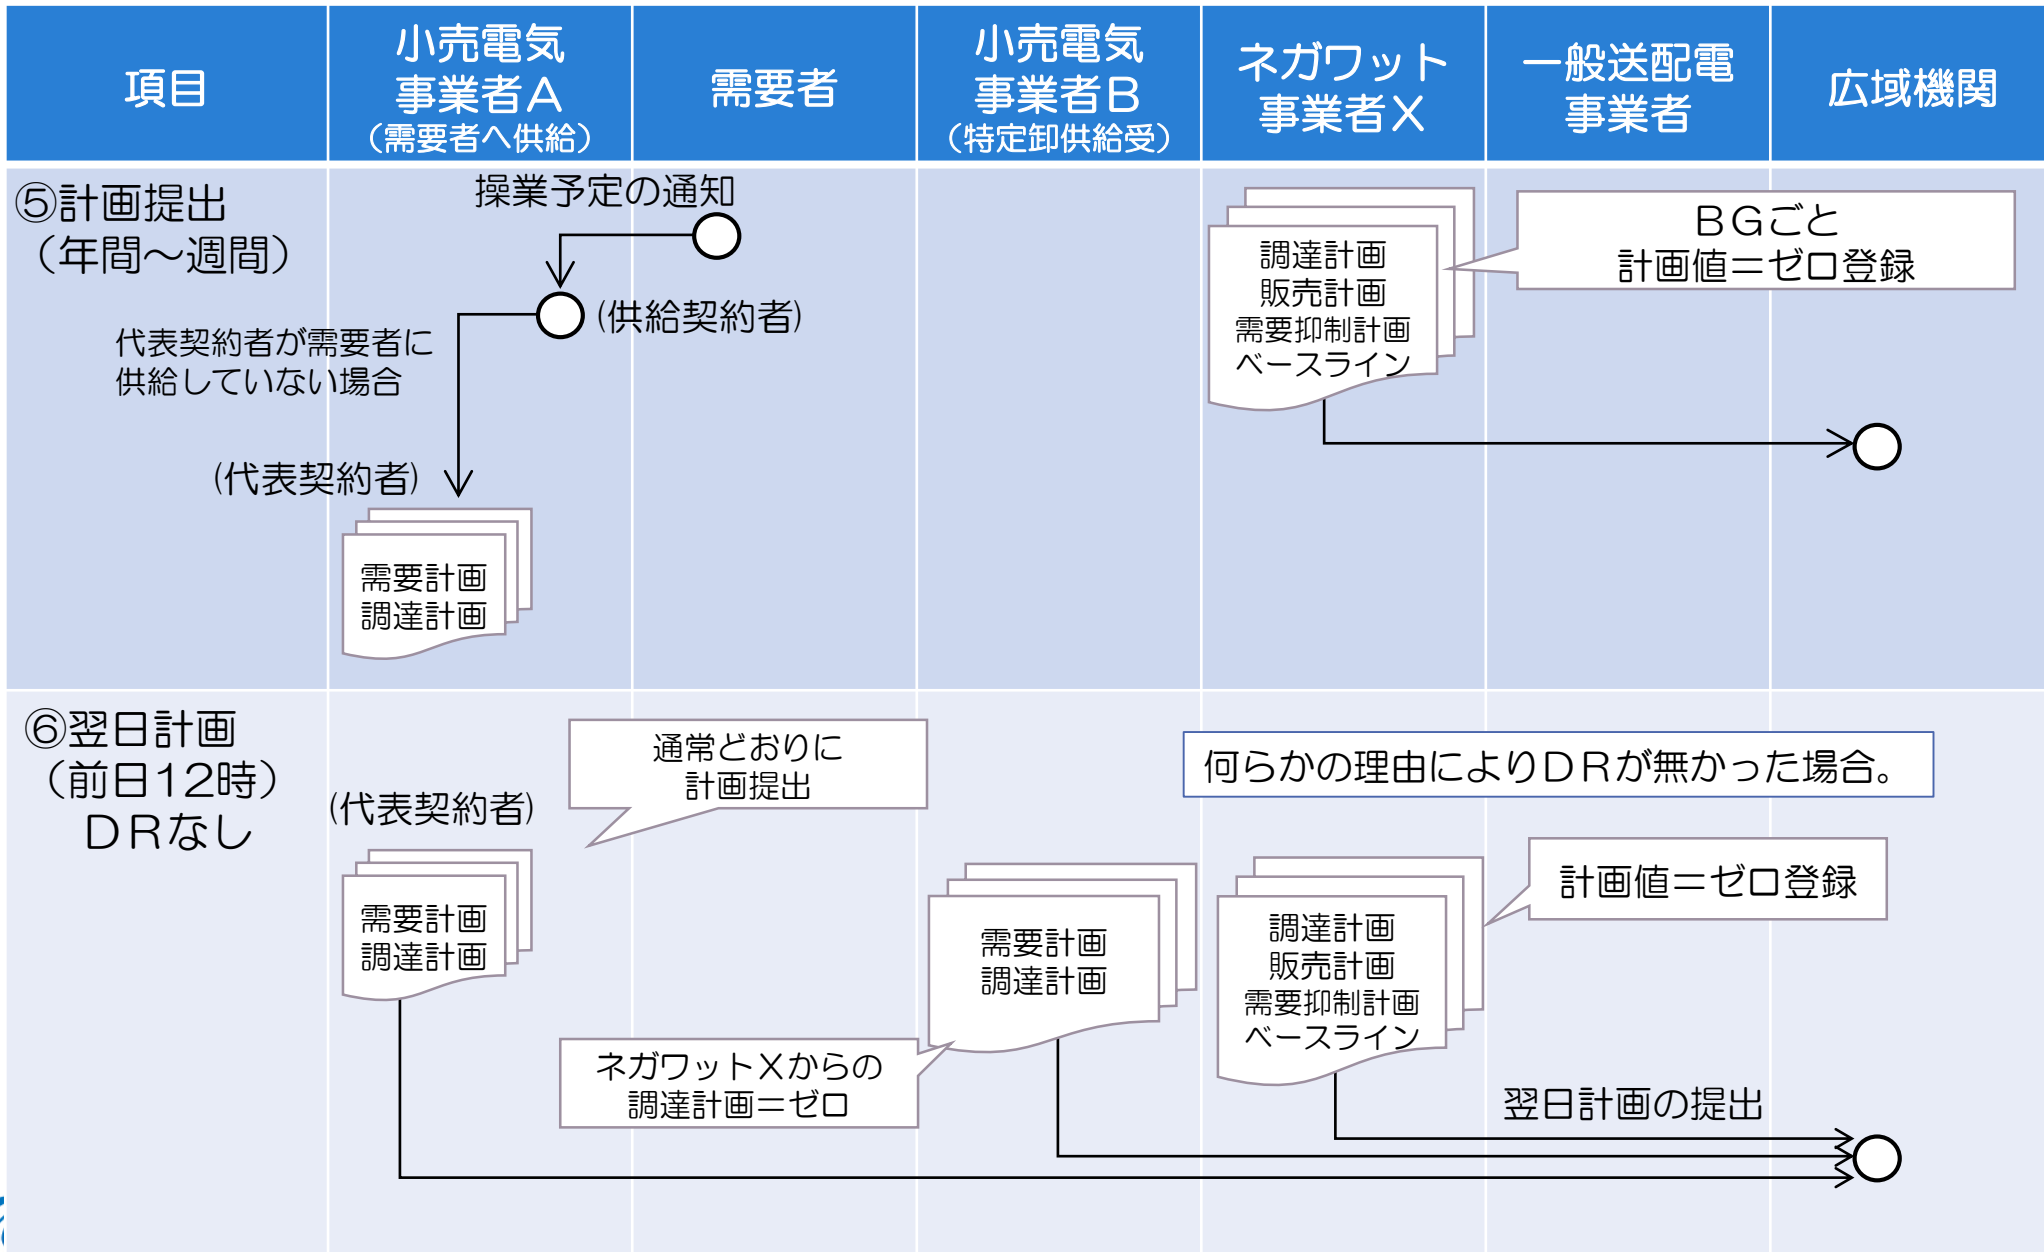 項目
小売電気
事業者A
（需要者へ供給）
需要者
小売電気
事業者B
（特定卸供給受）
ネガワット
事業者X
一般送配電
事業者
広域機関
⑤計画提出
（年間～週間）
操業予定の通知
(供給契約者)
代表契約者が需要者に
供給していない場合
(代表契約者)
需要計画
調達計画
調達計画
販売計画
需要抑制計画
ベースライン
ＢＧごと
計画値＝ゼロ登録
⑥翌日計画
（前日12時）
ＤＲなし
(代表契約者)
通常どおりに
計画提出
何らかの理由によりＤＲが無かった場合。
需要計画
調達計画
需要計画
調達計画
ネガワットＸからの
調達計画＝ゼロ
調達計画
販売計画
需要抑制計画
ベースライン
計画値＝ゼロ登録
翌日計画の提出